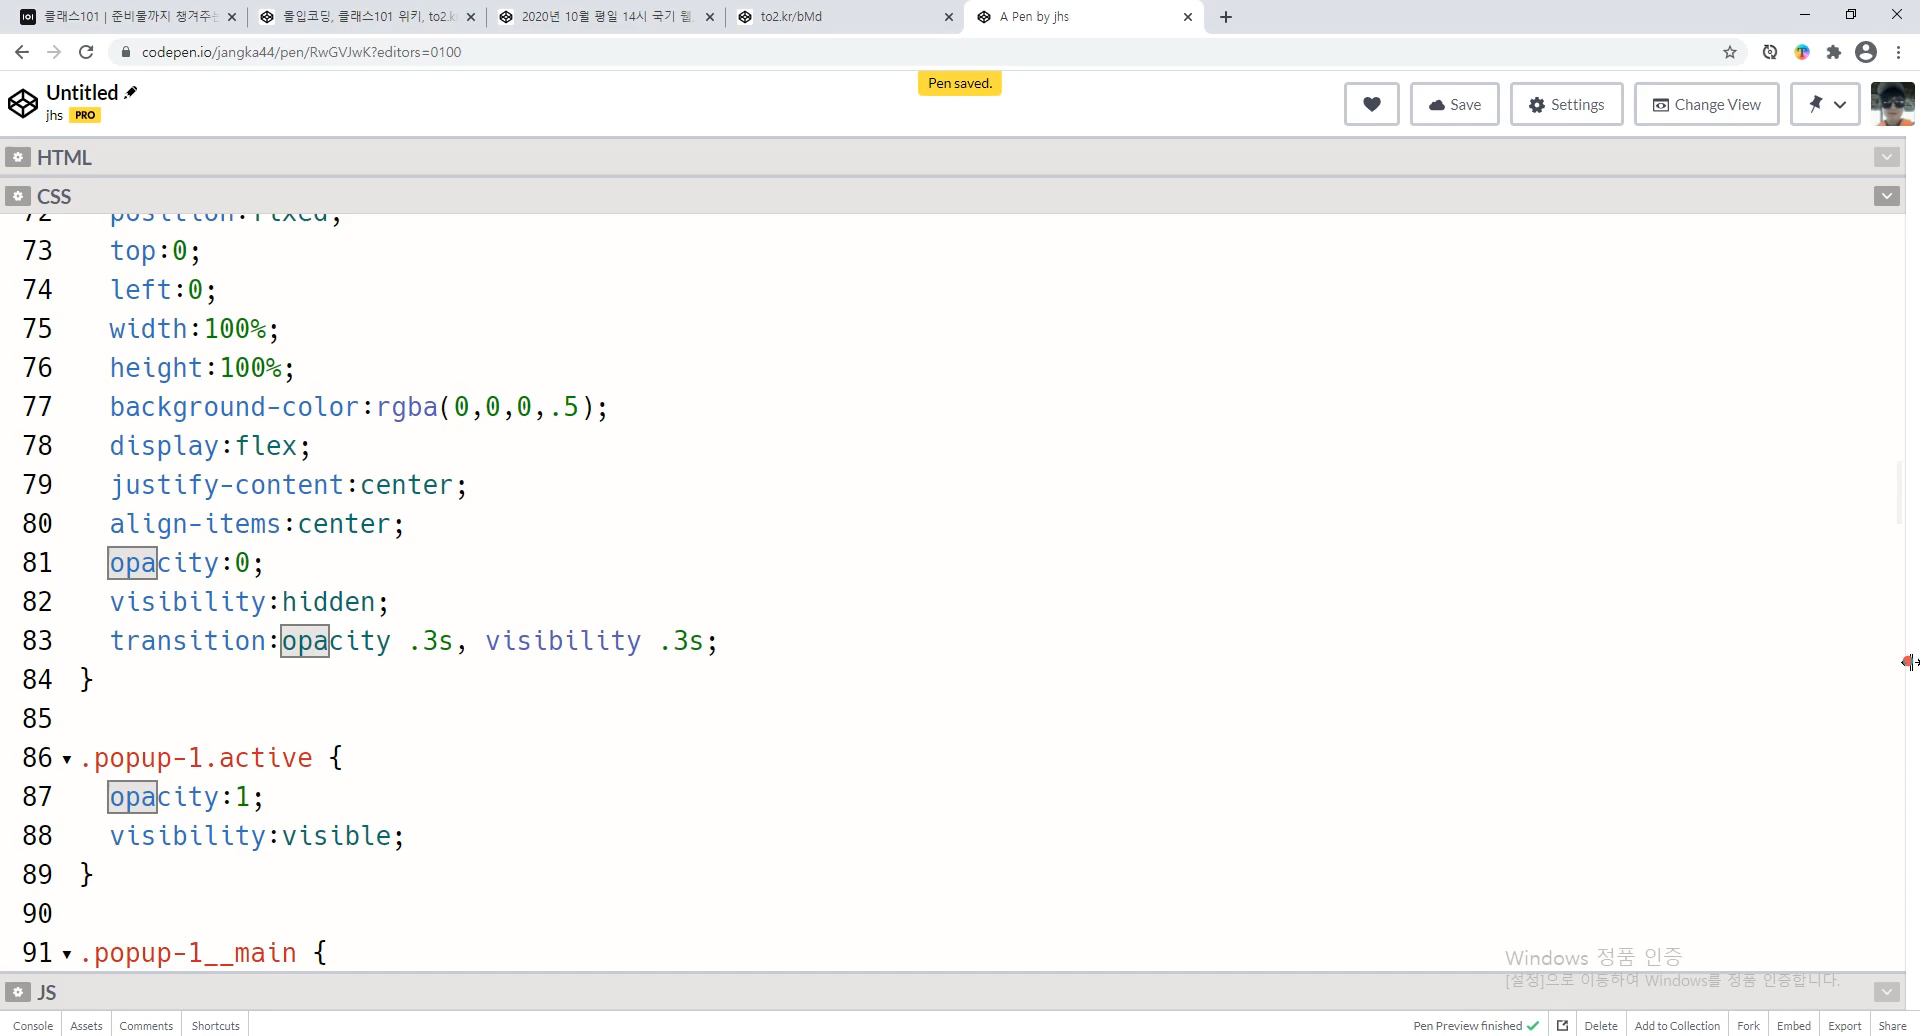 클래스101 | 준비물까지 챙겨주는
몰입코딩, 클래스101 위키, to2.kr
2020년 10월 평일 14시 국기 웹
to2.kr/bMd
A Pen by jhs
codepen.io/jangka44/pen/RwGVJwK?editors=0100
Untitled
jhs PRO
Pen saved.
Save
Settings
Change View
HTML
CSS
72 position:fixed;
73 top:0;
74 left:0;
75 width:100%;
76 height:100%;
77 background-color:rgba(0,0,0,.5);
78 display:flex;
79 justify-content:center;
80 align-items:center;
81 opacity:0;
82 visibility:hidden;
83 transition:opacity .3s, visibility .3s;
84 }
85
86 .popup-1.active {
87 opacity:1;
88 visibility:visible;
89 }
90
91 .popup-1__main {
Windows 정품 인증
[설정]으로 이동하여 Windows를 정품 인증합니다.
JS
Console Assets Comments Shortcuts
Pen Preview finished Delete Add to Collection Fork Embed Export Share